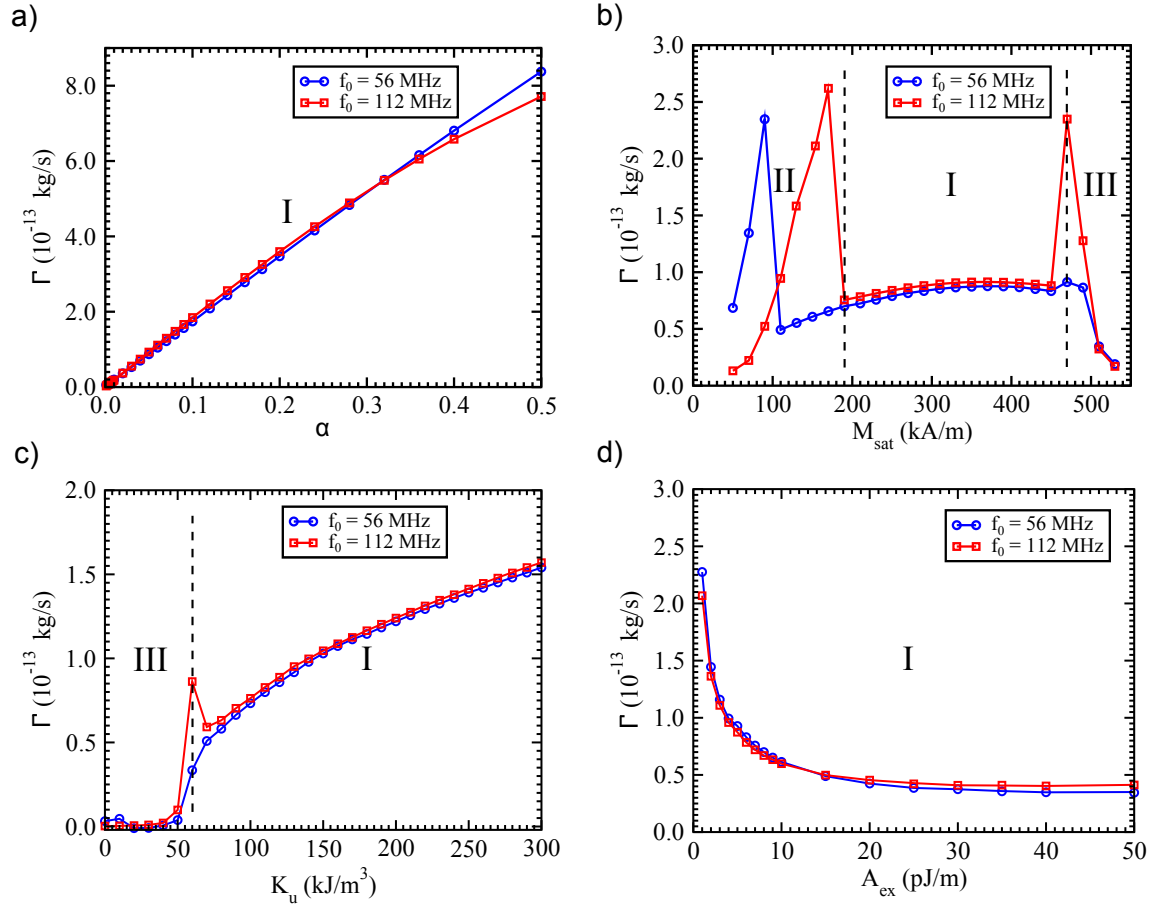 a)
8.0
6.0
4.0
2.0
0.0
Γ (10⁻¹³ kg/s)
f₀ = 56 MHz
f₀ = 112 MHz
I
0.0 0.1 0.2 0.3 0.4 0.5
α
b)
3.0
2.5
2.0
1.5
1.0
0.5
0.0
Γ (10⁻¹³ kg/s)
f₀ = 56 MHz
f₀ = 112 MHz
II I III
0 100 200 300 400 500
M_sat (kA/m)
c)
2.0
1.5
1.0
0.5
0.0
Γ (10⁻¹³ kg/s)
f₀ = 56 MHz
f₀ = 112 MHz
III I
0 50 100 150 200 250 300
K_u (kJ/m³)
d)
3.0
2.5
2.0
1.5
1.0
0.5
0.0
Γ (10⁻¹³ kg/s)
f₀ = 56 MHz
f₀ = 112 MHz
I
0 10 20 30 40 50
A_ex (pJ/m)